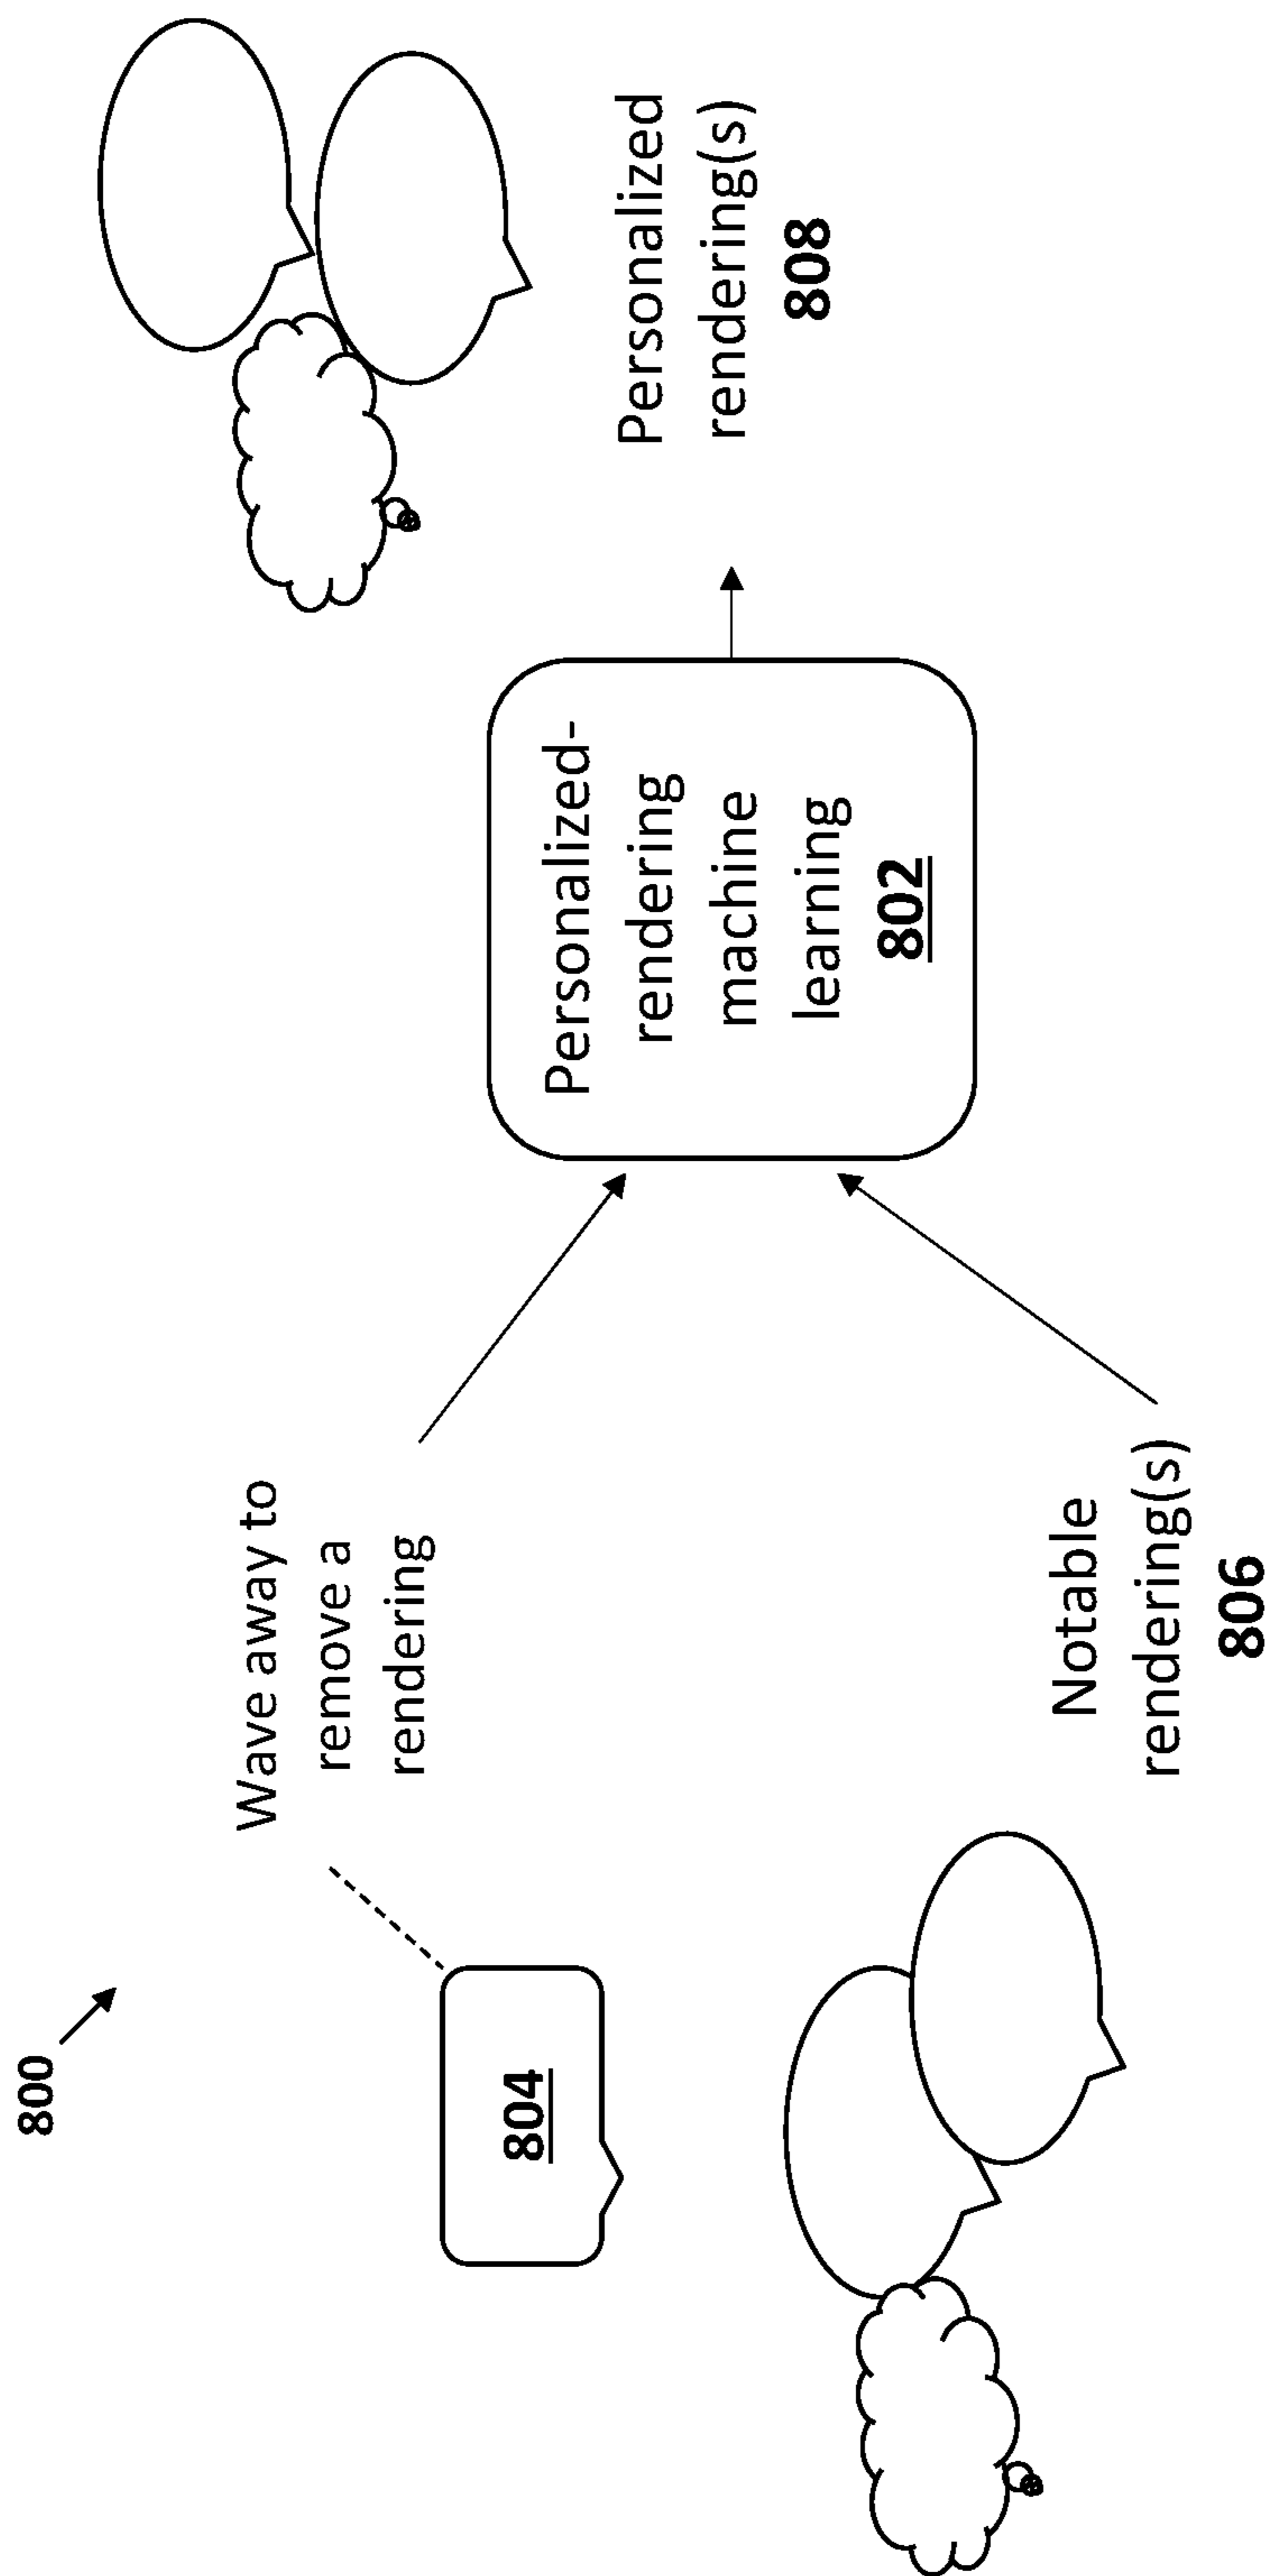 800
804
Wave away to
remove a
rendering
Notable
rendering(s)
806
Personalized-
rendering
machine
learning
802
Personalized
rendering(s)
808